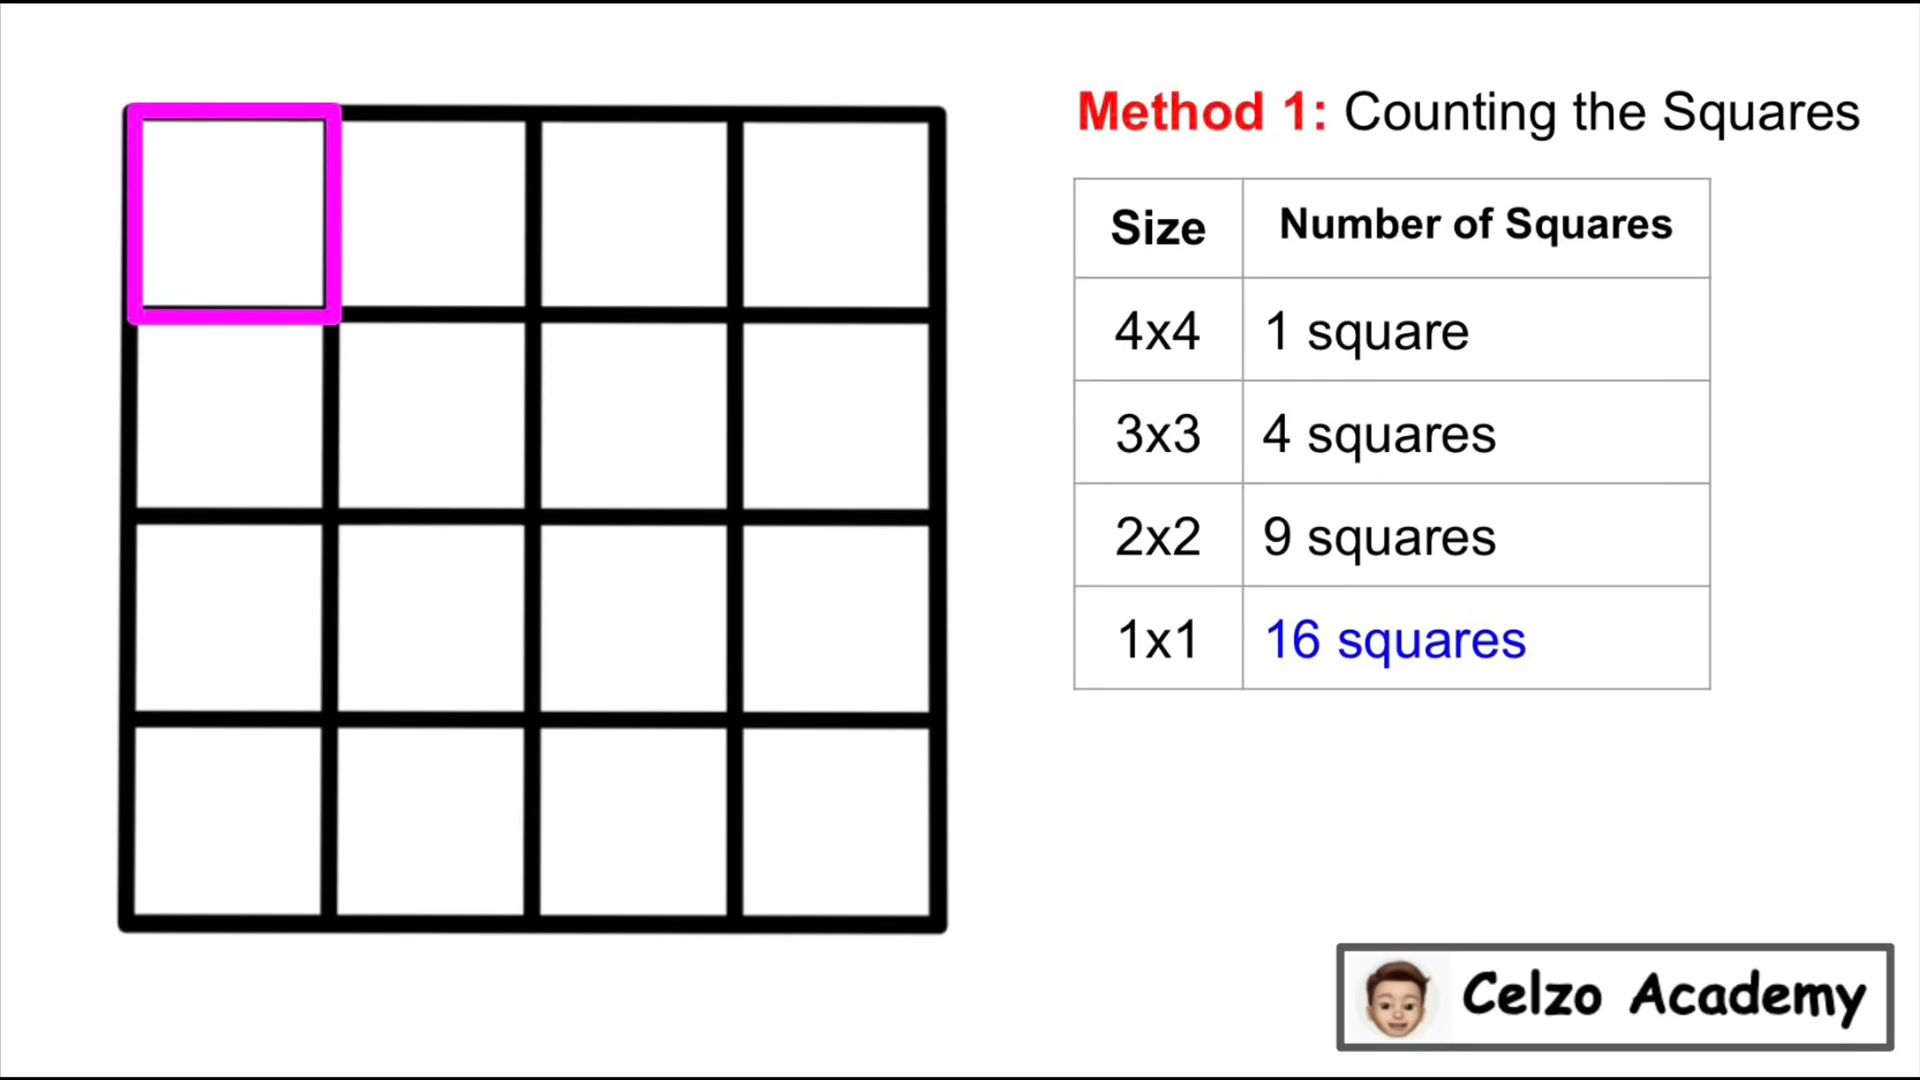 Method 1: Counting the Squares
Size Number of Squares
4x4 1 square
3x3 4 squares
2x2 9 squares
1x1 16 squares
Celzo Academy